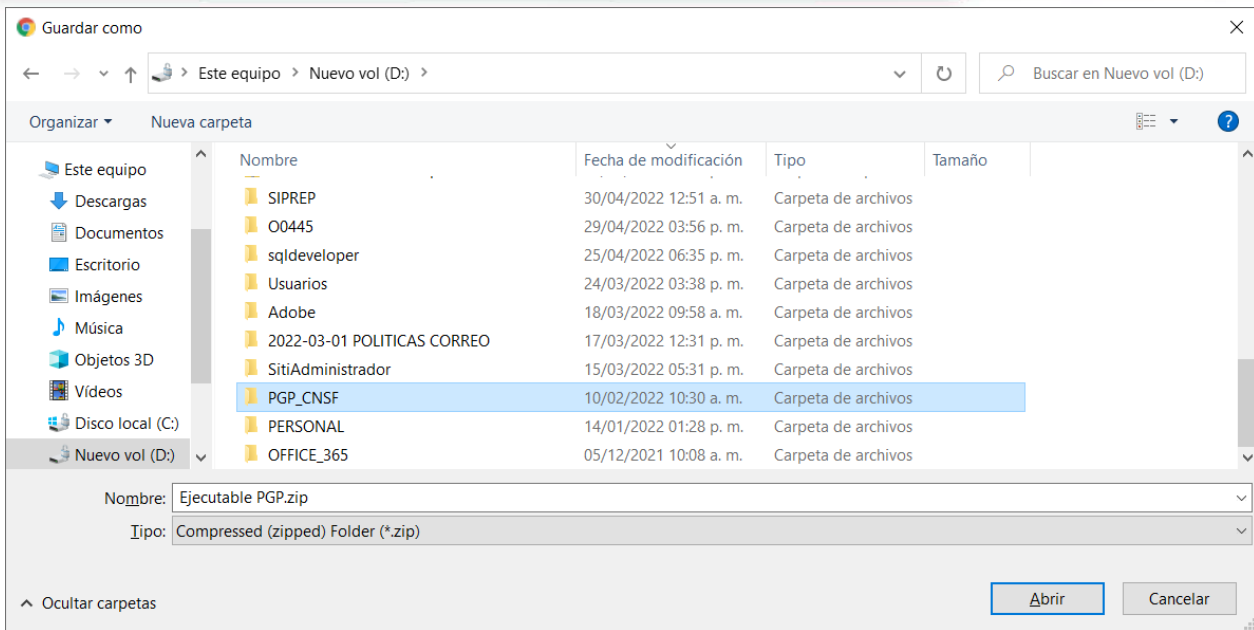 Guardar como
Este equipo > Nuevo vol (D:) >
Buscar en Nuevo vol (D:)
Organizar
Nueva carpeta
Este equipo
Descargas
Documentos
Escritorio
Imágenes
Música
Objetos 3D
Vídeos
Disco local (C:)
Nuevo vol (D:)
Nombre Fecha de modificación Tipo Tamaño
SIPREP 30/04/2022 12:51 a. m. Carpeta de archivos
O0445 29/04/2022 03:56 p. m. Carpeta de archivos
sqldeveloper 25/04/2022 06:35 p. m. Carpeta de archivos
Usuarios 24/03/2022 03:38 p. m. Carpeta de archivos
Adobe 18/03/2022 09:58 a. m. Carpeta de archivos
2022-03-01 POLITICAS CORREO 17/03/2022 12:31 p. m. Carpeta de archivos
SitiAdministrador 15/03/2022 05:31 p. m. Carpeta de archivos
PGP_CNSF 10/02/2022 10:30 a. m. Carpeta de archivos
PERSONAL 14/01/2022 01:28 p. m. Carpeta de archivos
OFFICE_365 05/12/2021 10:08 a. m. Carpeta de archivos
Nombre: Ejecutable PGP.zip
Tipo: Compressed (zipped) Folder (*.zip)
Ocultar carpetas
Abrir
Cancelar